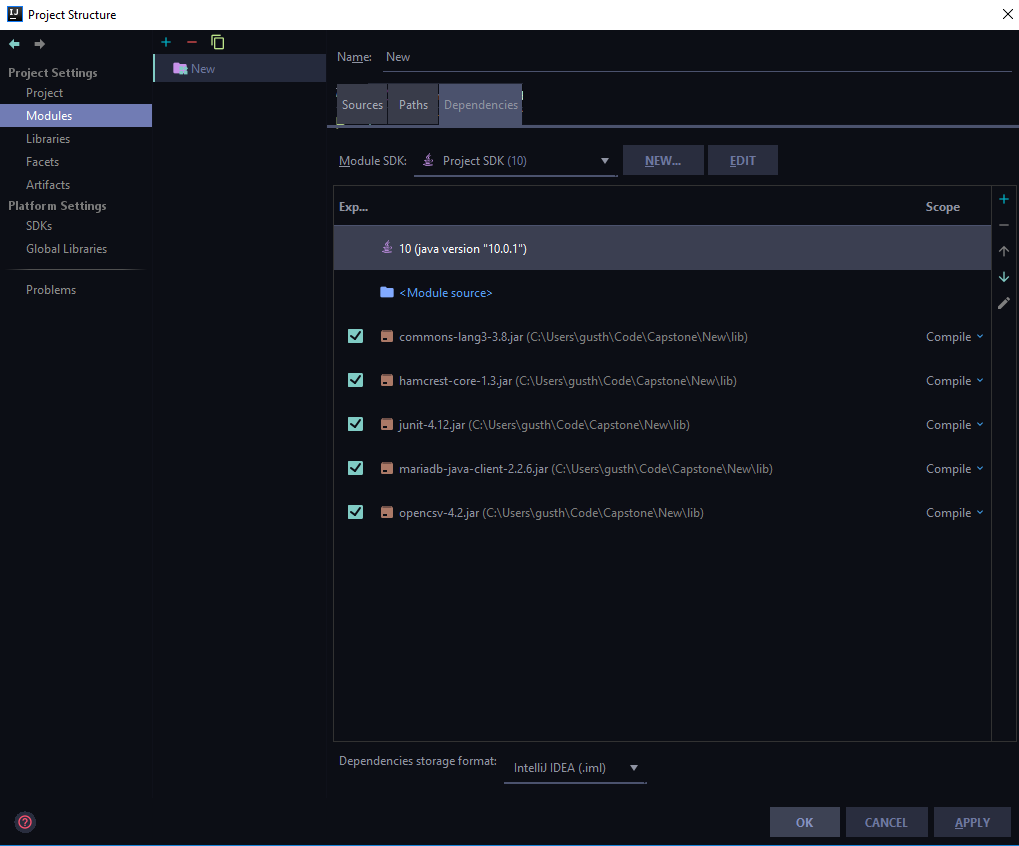 Project Structure
Project Settings
Project
Modules
Libraries
Facets
Artifacts
Platform Settings
SDKs
Global Libraries
Problems
New
Name: New
Sources Paths Dependencies
Module SDK: Project SDK (10) NEW... EDIT
Exp... Scope
10 (java version "10.0.1")
<Module source>
commons-lang3-3.8.jar (C:\Users\gusth\Code\Capstone\New\lib) Compile
hamcrest-core-1.3.jar (C:\Users\gusth\Code\Capstone\New\lib) Compile
junit-4.12.jar (C:\Users\gusth\Code\Capstone\New\lib) Compile
mariadb-java-client-2.2.6.jar (C:\Users\gusth\Code\Capstone\New\lib) Compile
opencsv-4.2.jar (C:\Users\gusth\Code\Capstone\New\lib) Compile
Dependencies storage format: IntelliJ IDEA (.iml)
OK CANCEL APPLY